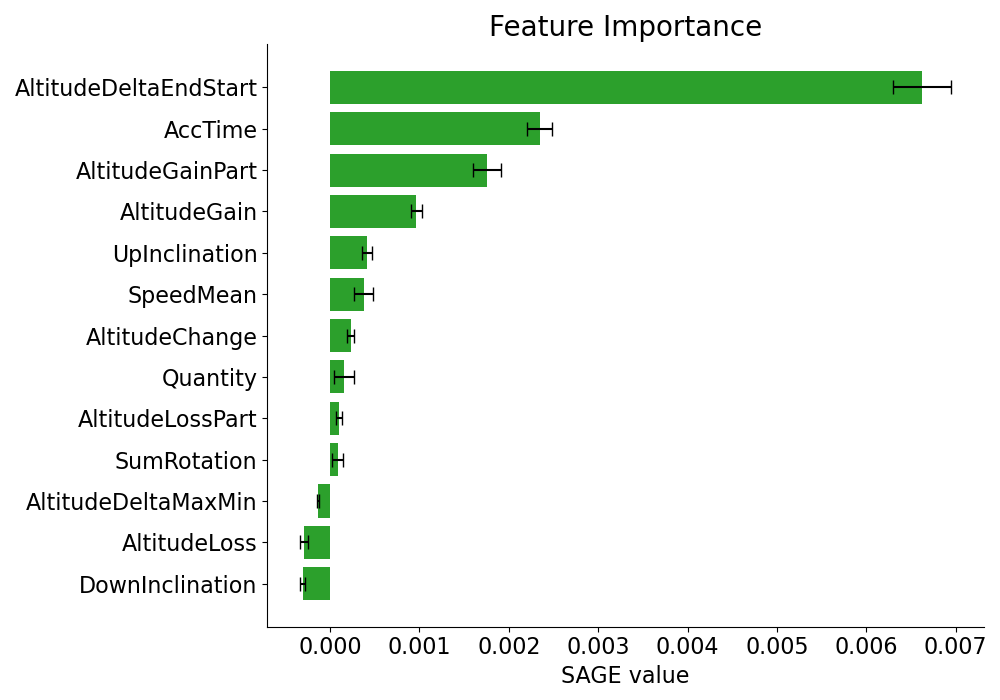 Feature Importance
AltitudeDeltaEndStart
AccTime
AltitudeGainPart
AltitudeGain
UpInclination
SpeedMean
AltitudeChange
Quantity
AltitudeLossPart
SumRotation
AltitudeDeltaMaxMin
AltitudeLoss
DownInclination
0.000 0.001 0.002 0.003 0.004 0.005 0.006 0.007
SAGE value